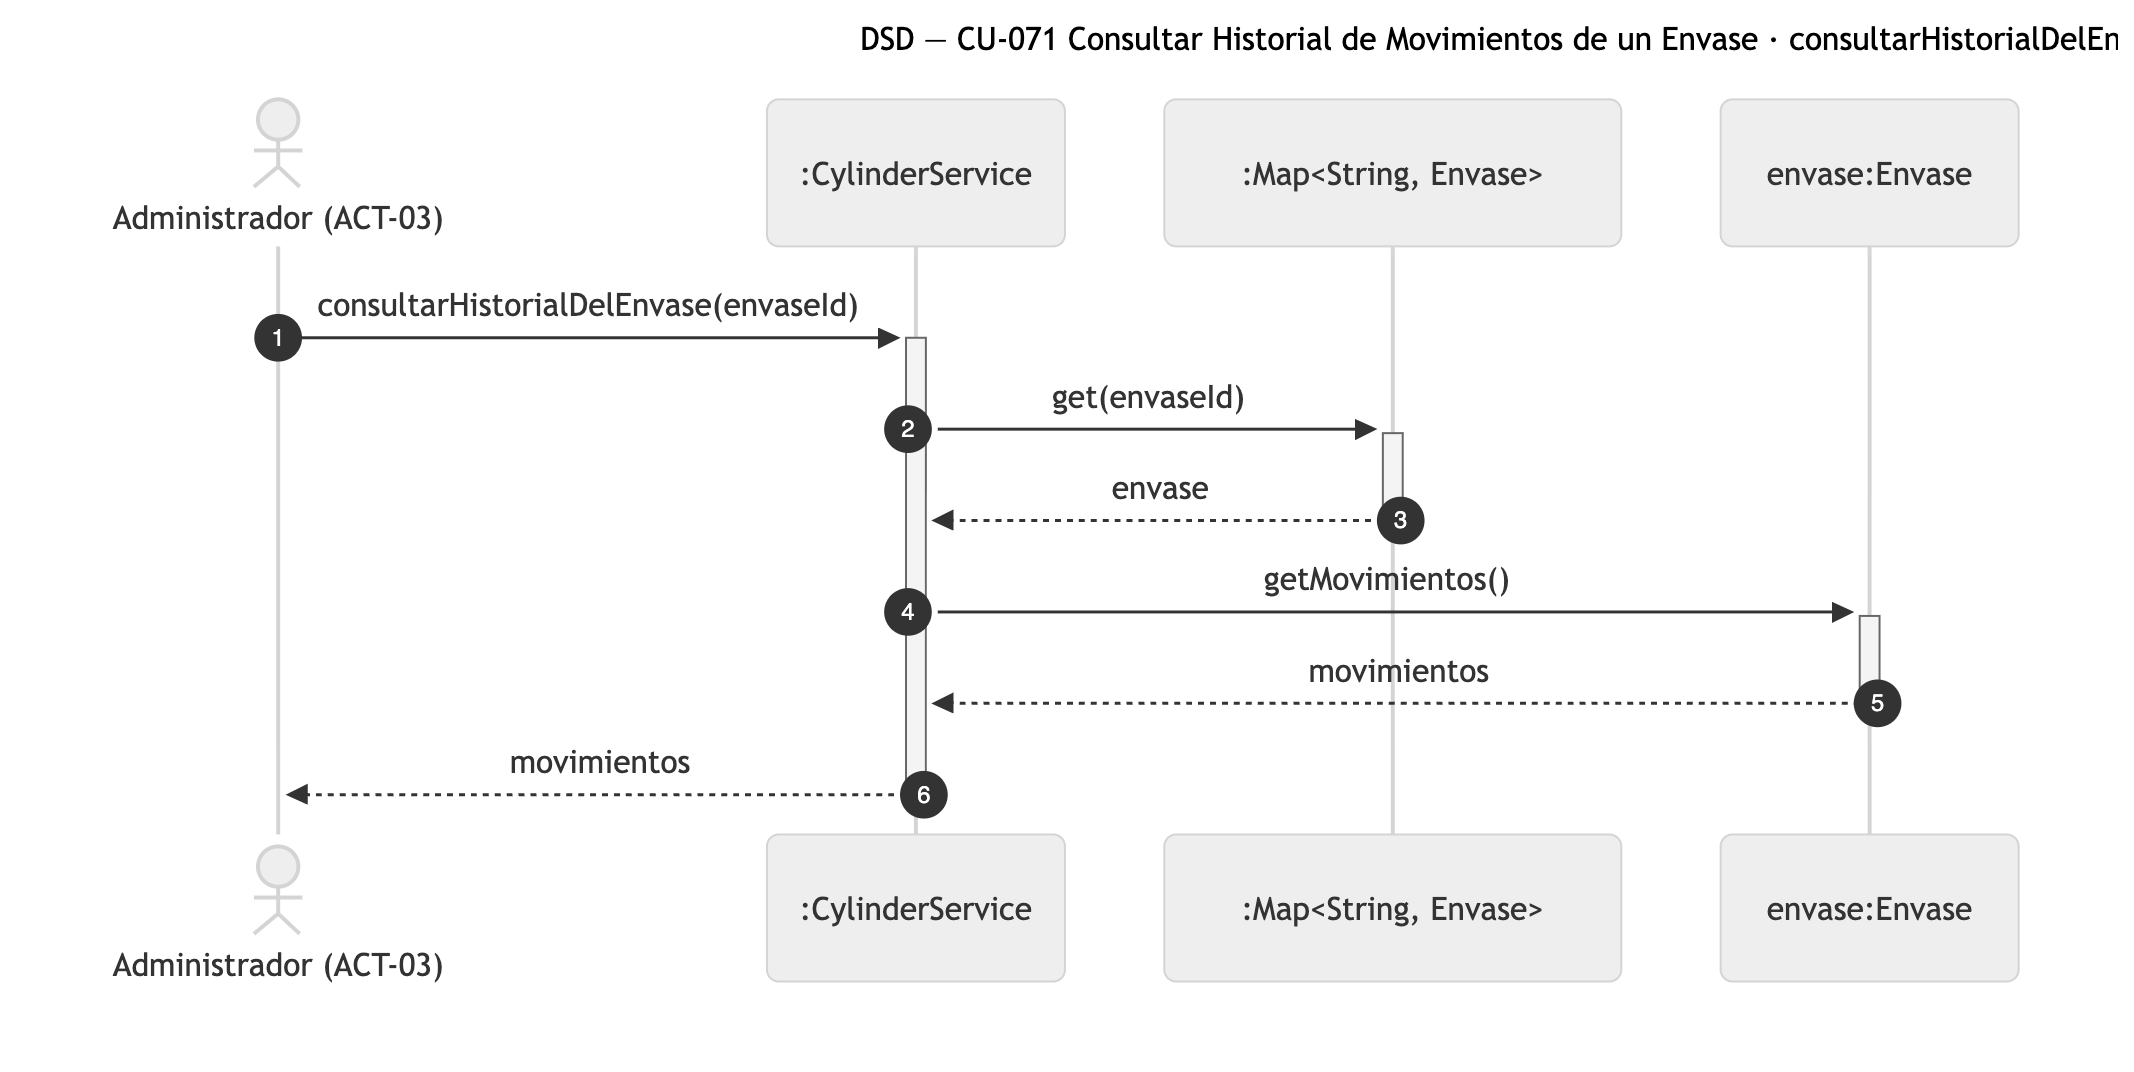 DSD — CU-071 Consultar Historial de Movimientos de un Envase · consultarHistorialDelEn
Administrador (ACT-03)
:CylinderService
:Map<String, Envase>
envase:Envase
consultarHistorialDelEnvase(envaseId)
1
get(envaseId)
2
envase
3
getMovimientos()
4
movimientos
5
movimientos
6
Administrador (ACT-03)
:CylinderService
:Map<String, Envase>
envase:Envase